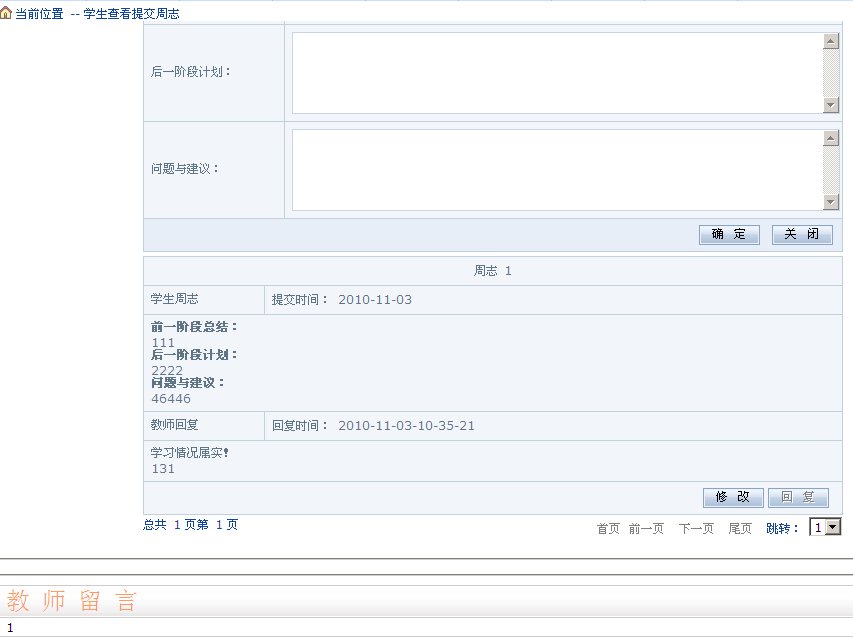 当前位置 -- 学生查看提交周志
后一阶段计划：
问题与建议：
确 定 关 闭
周志 1
学生周志 提交时间： 2010-11-03
前一阶段总结：
111
后一阶段计划：
2222
问题与建议：
46446
教师回复 回复时间： 2010-11-03-10-35-21
学习情况属实!
131
修 改 回 复
总共 1 页第 1 页 首页 前一页 下一页 尾页 跳转： 1
教 师 留 言
1